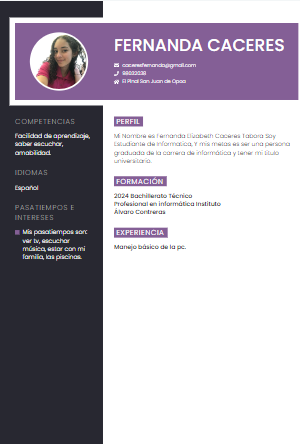 FERNANDA CACERES
caceresfernanda@gmail.com
El Pinal San Juan de Opoa
COMPETENCIAS
Facilidad de aprendizaje,
saber escuchar,
amabilidad.
IDIOMAS
Español
PASATIEMPOS E
INTERESES
Mis pasatiempos son:
ver tv, escuchar
música, estar con mi
familia, las piscinas.
PERFIL
Mi Nombre es Fernanda Elizabeth Caceres Tabora Soy
Estudiante de Informatica, Y mis metas es ser una persona
graduada de la carrera de informática y tener mi titulo
universitario.
FORMACIÓN
2024 Bachillerato Técnico
Profesional en informática Instituto
Álvaro Contreras
EXPERIENCIA
Manejo básico de la pc.